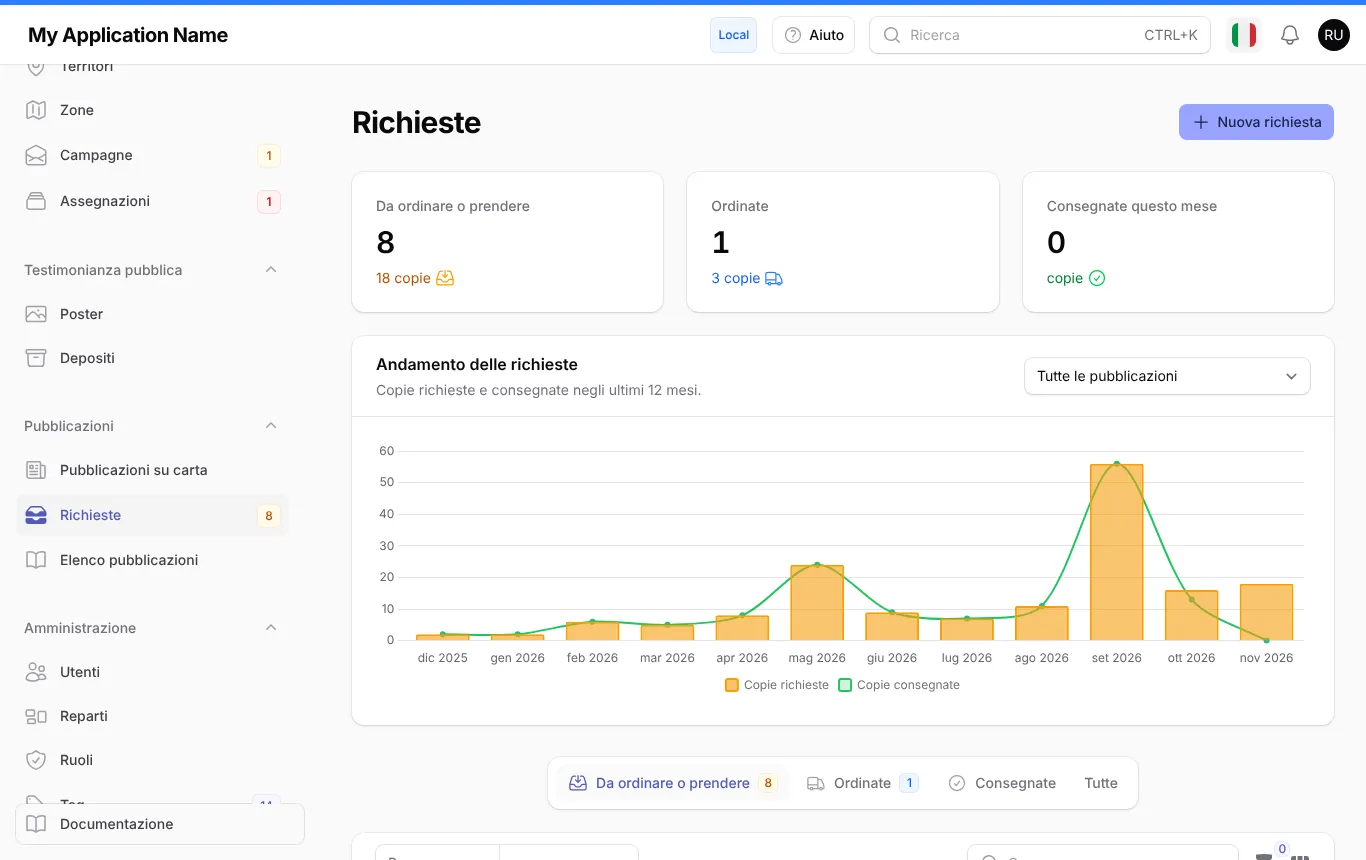 My Application Name
Local
Aiuto
Ricerca
CTRL+K
RU
Territori
Zone
Campagne 1
Assegnazioni 1
Testimonianza pubblica
Poster
Depositi
Pubblicazioni
Pubblicazioni su carta
Richieste 8
Elenco pubblicazioni
Amministrazione
Utenti
Reparti
Ruoli
Tag 14
Documentazione
Richieste
Nuova richiesta
Da ordinare o prendere
8
18 copie
Ordinate
1
3 copie
Consegnate questo mese
0
copie
Andamento delle richieste
Copie richieste e consegnate negli ultimi 12 mesi.
Tutte le pubblicazioni
60
50
40
30
20
10
0
dic 2025 gen 2026 feb 2026 mar 2026 apr 2026 mag 2026 giu 2026 lug 2026 ago 2026 set 2026 ott 2026 nov 2026
Copie richieste Copie consegnate
Da ordinare o prendere 8 Ordinate 1 Consegnate Tutte
0